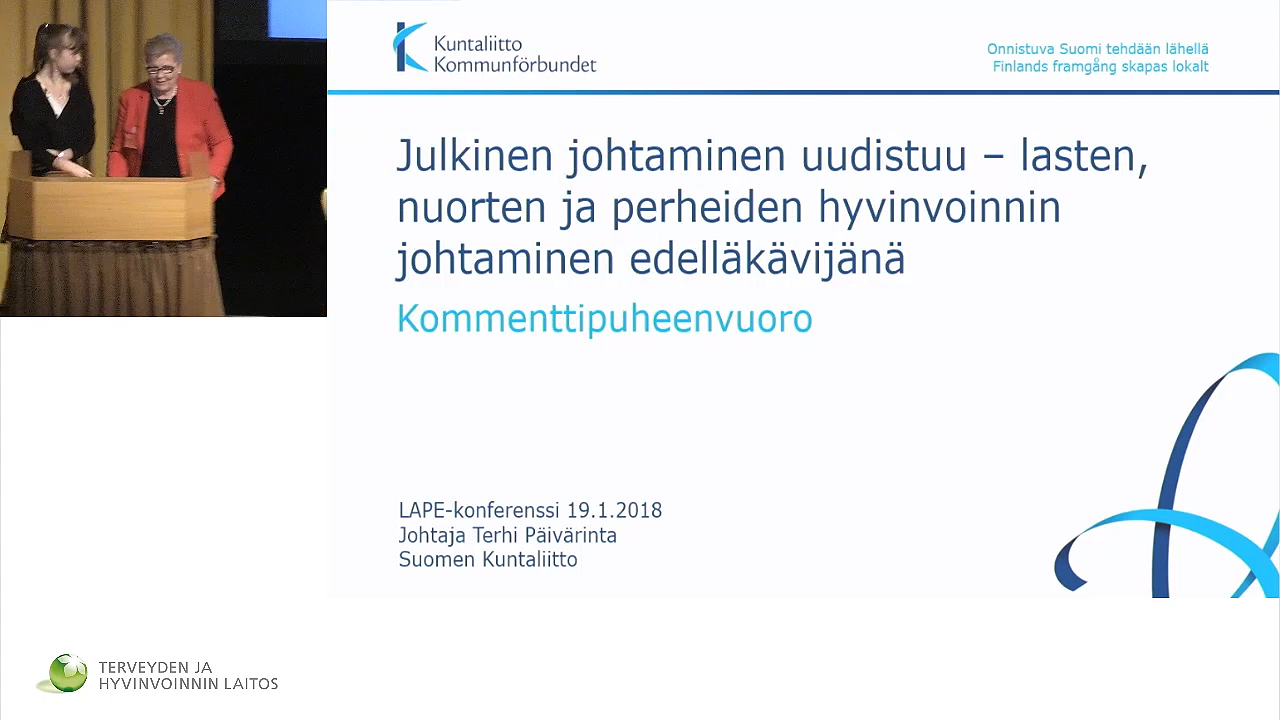 Kuntaliitto
Kommunförbundet
Onnistuva Suomi tehdään lähellä
Finlands framgång skapas lokalt
Julkinen johtaminen uudistuu – lasten,
nuorten ja perheiden hyvinvoinnin
johtaminen edelläkävijänä
Kommenttipuheenvuoro
LAPE-konferenssi 19.1.2018
Johtaja Terhi Päivärinta
Suomen Kuntaliitto
TERVEYDEN JA
HYVINVOINNIN LAITOS